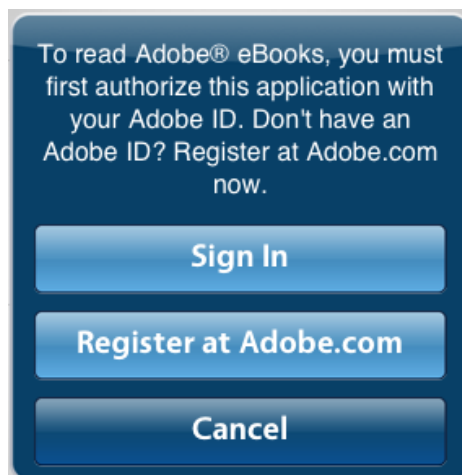 To read Adobe® eBooks, you must
first authorize this application with
your Adobe ID. Don't have an
Adobe ID? Register at Adobe.com
now.
Sign In
Register at Adobe.com
Cancel